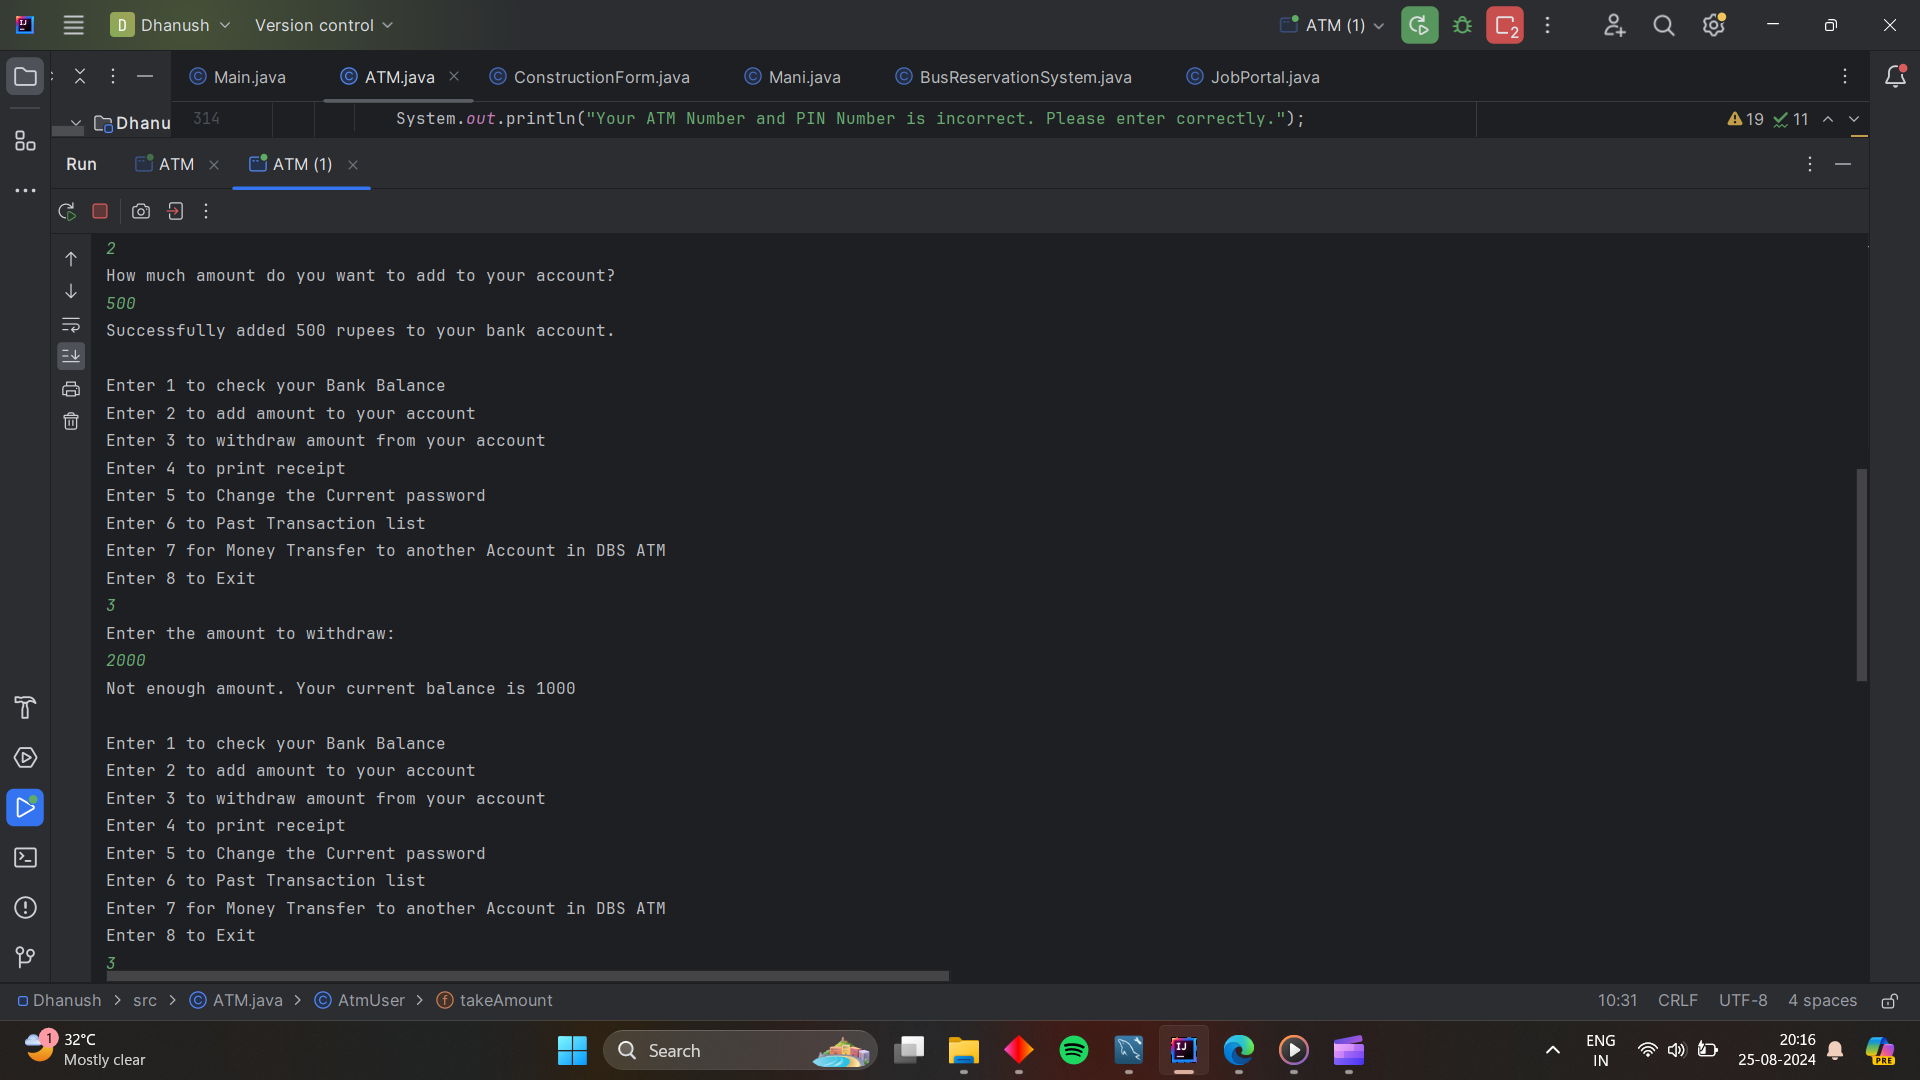 D Dhanush Version control ATM (1) 2
Main.java ATM.java ConstructionForm.java Mani.java BusReservationSystem.java JobPortal.java
Dhanu 314 System.out.println("Your ATM Number and PIN Number is incorrect. Please enter correctly."); 19 11
Run ATM ATM (1)
2
How much amount do you want to add to your account?
500
Successfully added 500 rupees to your bank account.
Enter 1 to check your Bank Balance
Enter 2 to add amount to your account
Enter 3 to withdraw amount from your account
Enter 4 to print receipt
Enter 5 to Change the Current password
Enter 6 to Past Transaction list
Enter 7 for Money Transfer to another Account in DBS ATM
Enter 8 to Exit
3
Enter the amount to withdraw:
2000
Not enough amount. Your current balance is 1000
Enter 1 to check your Bank Balance
Enter 2 to add amount to your account
Enter 3 to withdraw amount from your account
Enter 4 to print receipt
Enter 5 to Change the Current password
Enter 6 to Past Transaction list
Enter 7 for Money Transfer to another Account in DBS ATM
Enter 8 to Exit
3
Dhanush > src > ATM.java > AtmUser > takeAmount 10:31 CRLF UTF-8 4 spaces
1 32°C
Mostly clear
Search
ENG
IN
20:16
25-08-2024
PRE